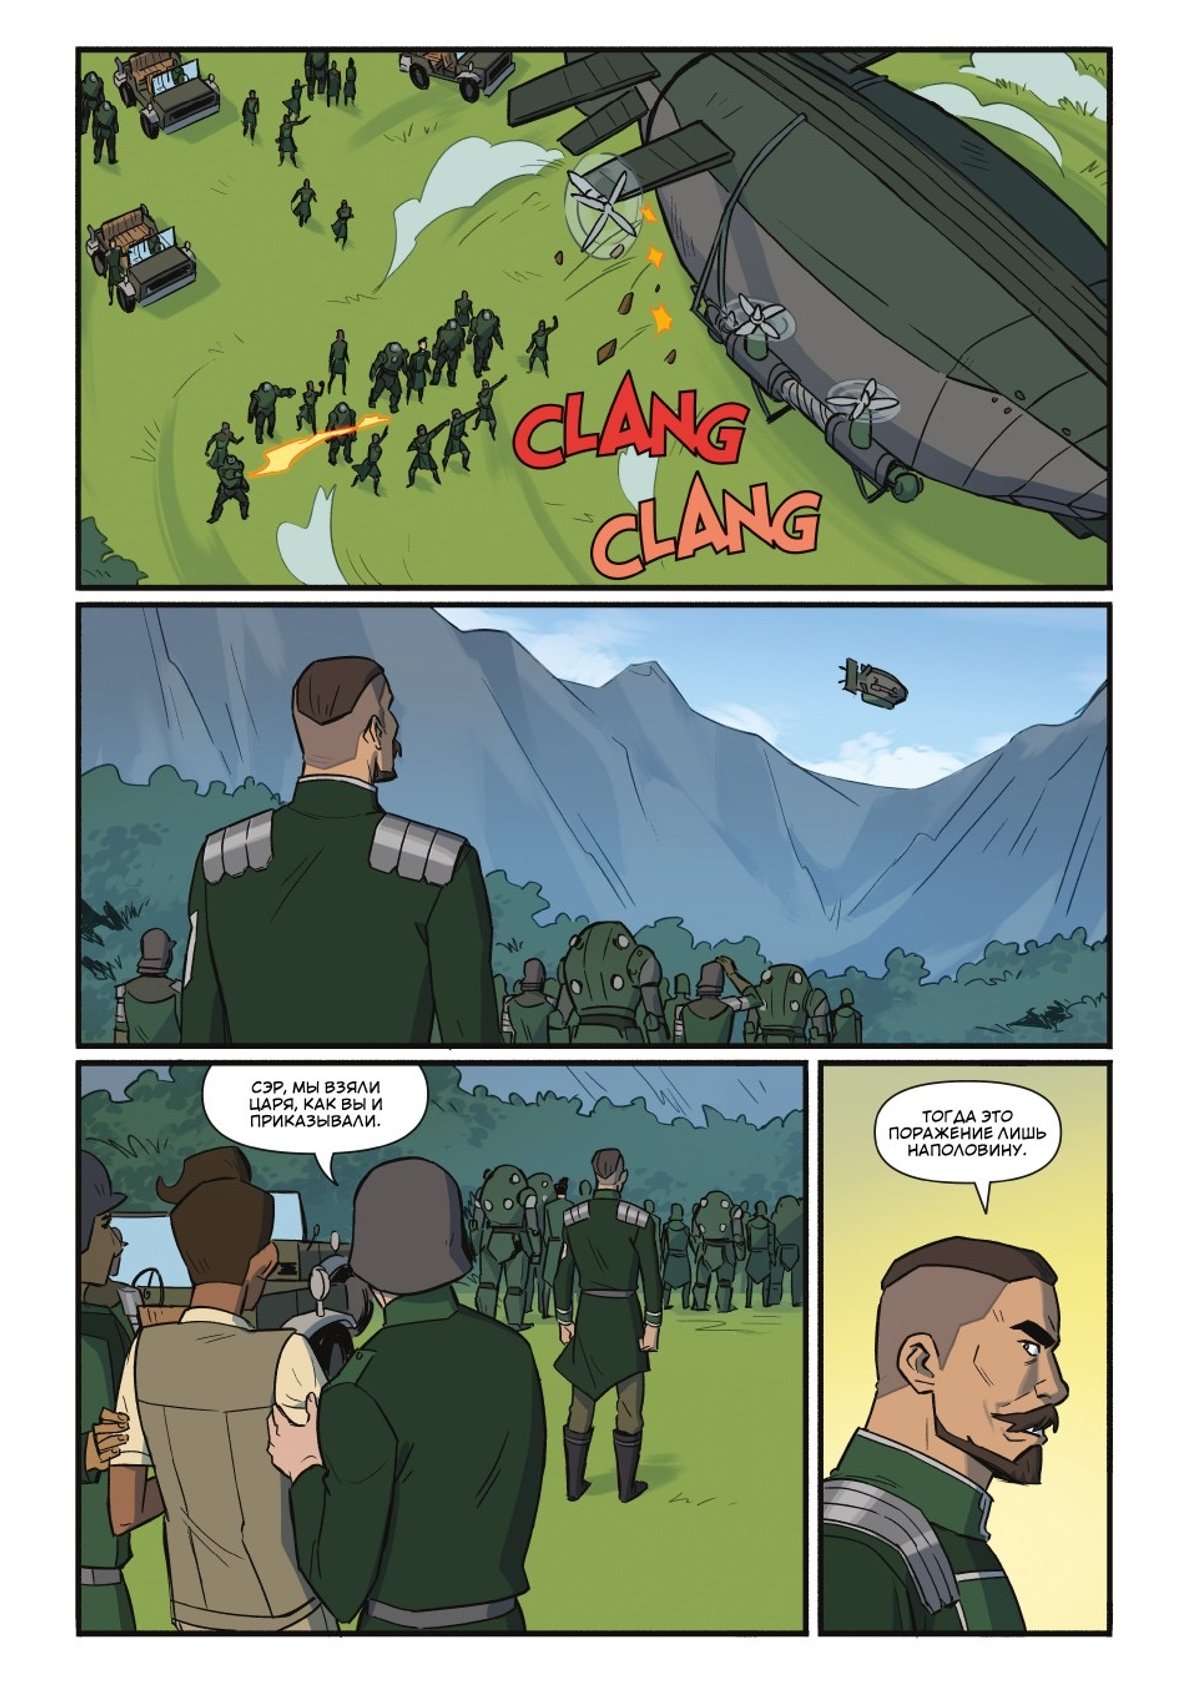 CLANG
CLANG
СЭР, МЫ ВЗЯЛИ
ЦАРЯ, КАК ВЫ И
ПРИКАЗЫВАЛИ.
ТОГДА ЭТО
ПОРАЖЕНИЕ ЛИШЬ
НАПОЛОВИНУ.